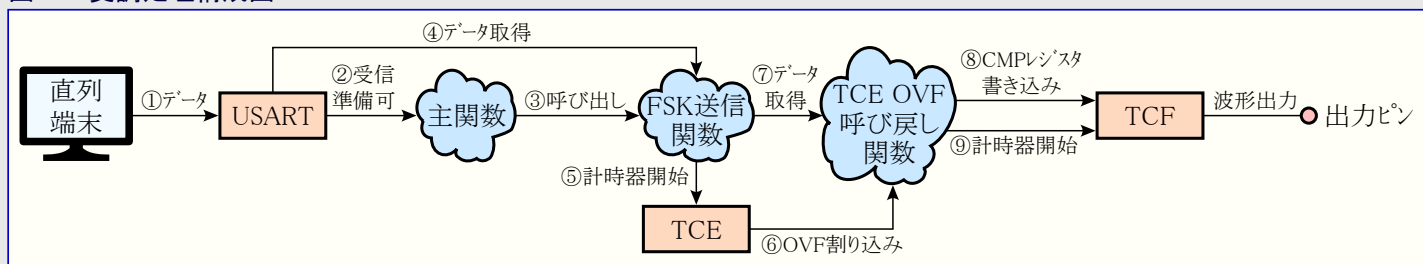 直列
端末
①データ
USART
②受信
準備可
主関数
③呼び出し
④データ取得
FSK送信
関数
⑤計時器開始
TCE
⑥OVF割り込み
⑦データ
取得
TCE OVF
呼び戻し
関数
⑧CMPレジスタ
書き込み
⑨計時器開始
TCF
波形出力
出力ピン